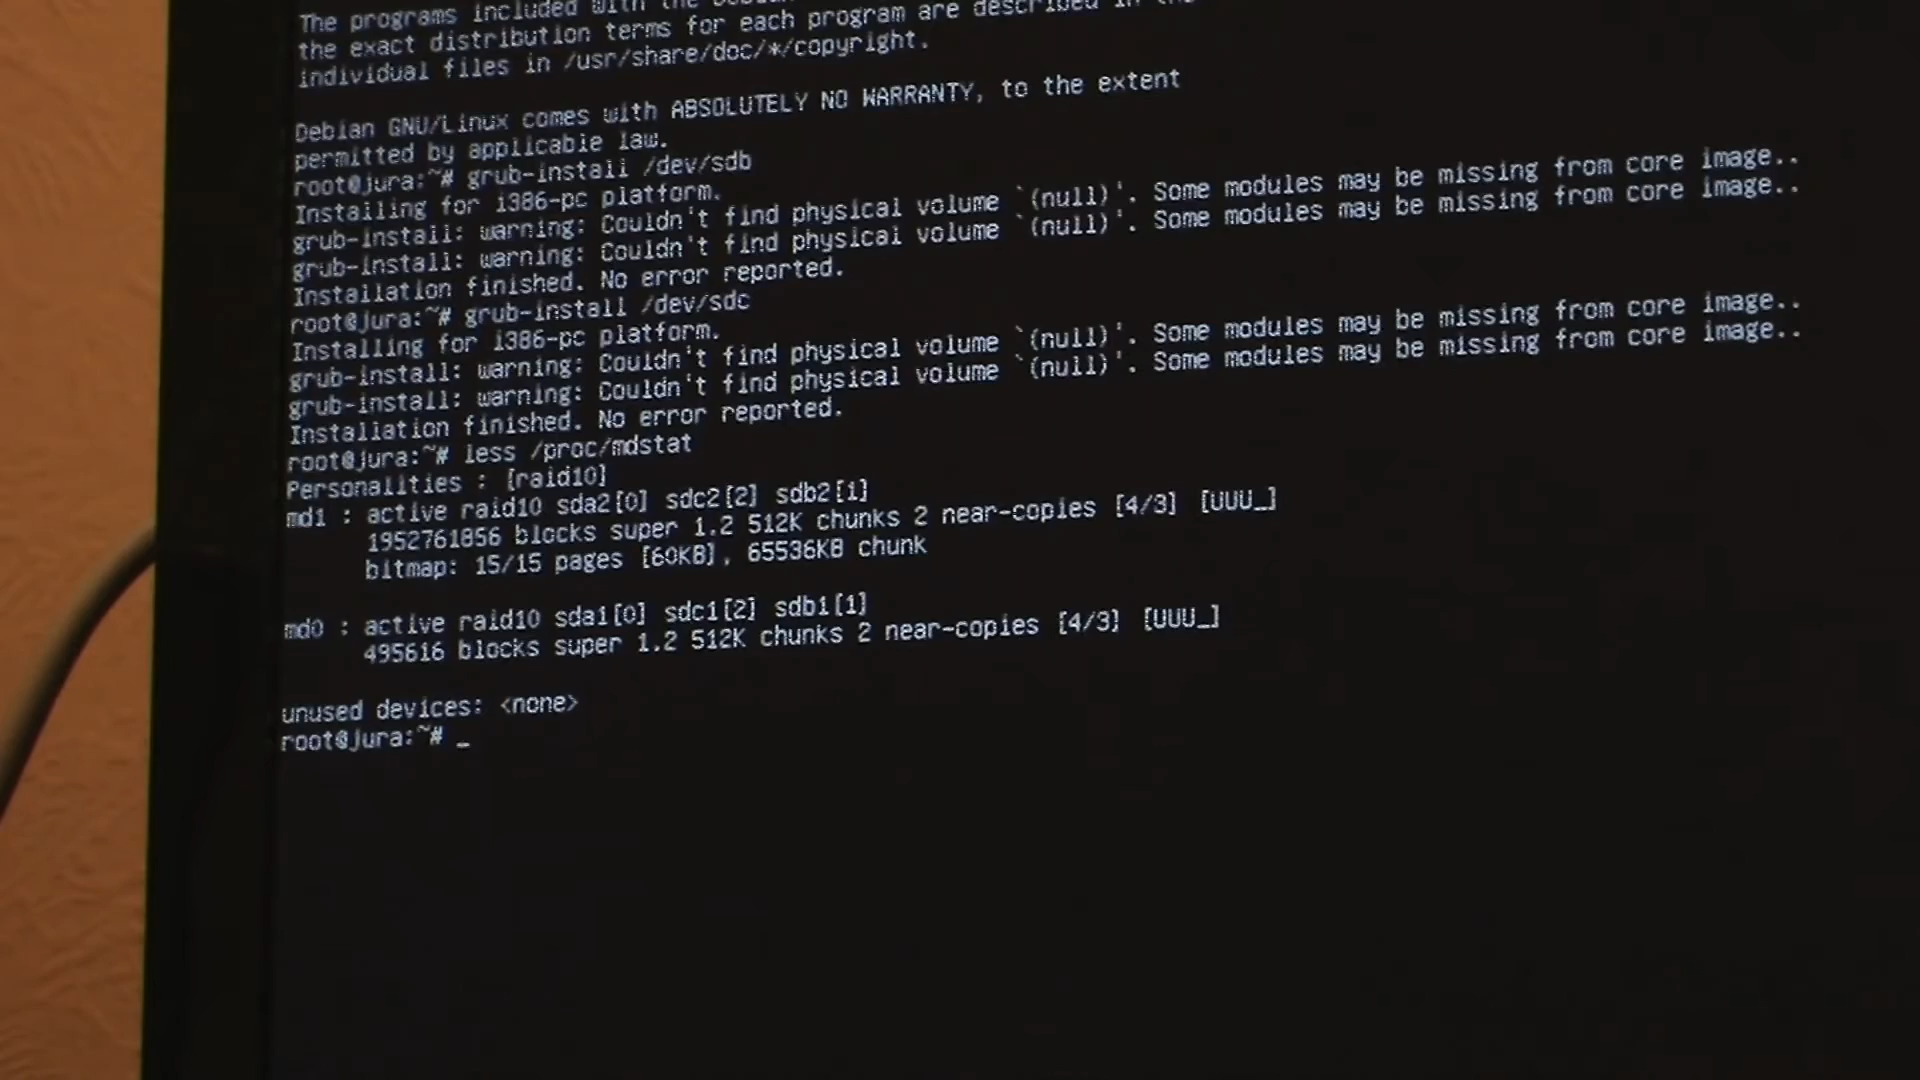 The programs included with the Debian
the exact distribution terms for each program are described in the
individual files in /usr/share/doc/*/copyright.

Debian GNU/Linux comes with ABSOLUTELY NO WARRANTY, to the extent
permitted by applicable law.
root@jura:~# grub-install /dev/sdb
Installing for i386-pc platform.
grub-install: warning: Couldn't find physical volume `(null)'. Some modules may be missing from core image..
grub-install: warning: Couldn't find physical volume `(null)'. Some modules may be missing from core image..
Installation finished. No error reported.
root@jura:~# grub-install /dev/sdc
Installing for i386-pc platform.
grub-install: warning: Couldn't find physical volume `(null)'. Some modules may be missing from core image..
grub-install: warning: Couldn't find physical volume `(null)'. Some modules may be missing from core image..
Installation finished. No error reported.
root@jura:~# less /proc/mdstat
Personalities : [raid10]
md1 : active raid10 sda2[0] sdc2[2] sdb2[1]
1952761856 blocks super 1.2 512K chunks 2 near-copies [4/3] [UUU_]
bitmap: 15/15 pages [60KB], 65536KB chunk

md0 : active raid10 sda1[0] sdc1[2] sdb1[1]
495616 blocks super 1.2 512K chunks 2 near-copies [4/3] [UUU_]

unused devices: <none>
root@jura:~# _